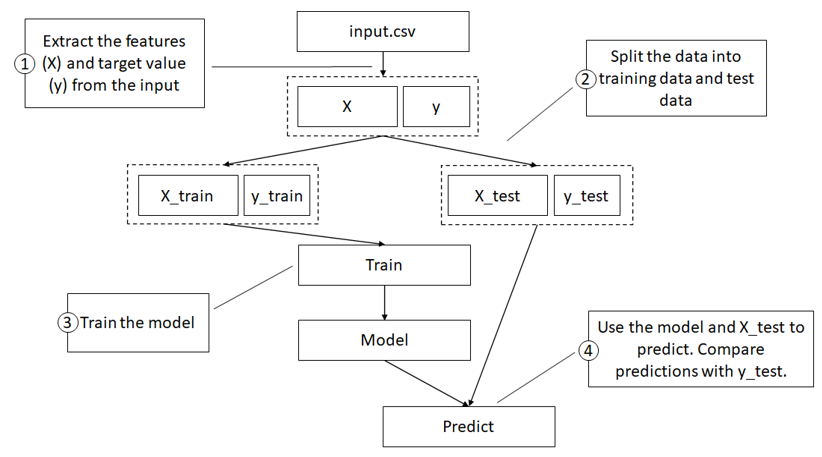 input.csv
Extract the features
1
(X) and target value
(y) from the input
Split the data into
2
training data and test
data
X
y
X_train
y_train
X_test
y_test
Train
3
Train the model
Model
Use the model and X_test to
4
predict. Compare
predictions with y_test.
Predict